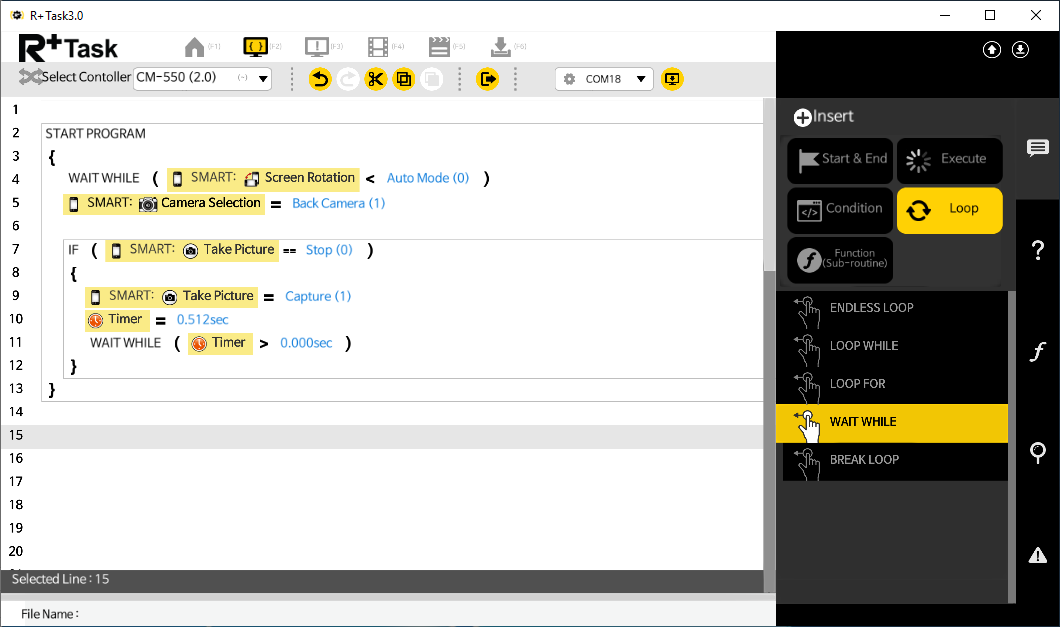 R+ Task3.0
R+Task
(F1) (F2) (F3) (F4) (F5) (F6)
Select Contoller CM-550 (2.0) (~) COM18
1
2 START PROGRAM
3 {
4 WAIT WHILE ( SMART: Screen Rotation < Auto Mode (0) )
5 SMART: Camera Selection = Back Camera (1)
6
7 IF ( SMART: Take Picture == Stop (0) )
8 {
9 SMART: Take Picture = Capture (1)
10 Timer = 0.512sec
11 WAIT WHILE ( Timer > 0.000sec )
12 }
13 }
14
15
16
17
18
19
20
Selected Line : 15
File Name :
Insert
Start & End
Execute
Condition
Loop
Function
(Sub-routine)
ENDLESS LOOP
LOOP WHILE
LOOP FOR
WAIT WHILE
BREAK LOOP